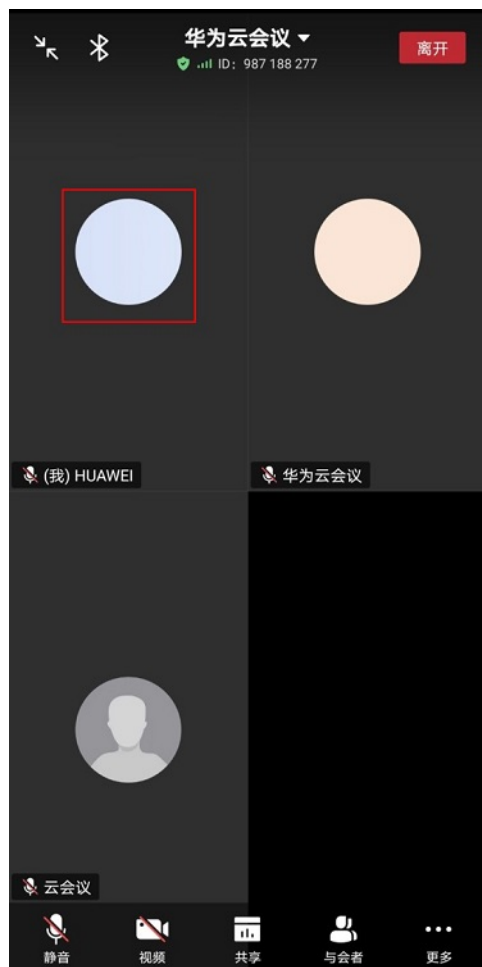 华为云会议
离开
ID：987 188 277
(我) HUAWEI
华为云会议
云会议
静音
视频
共享
与会者
更多